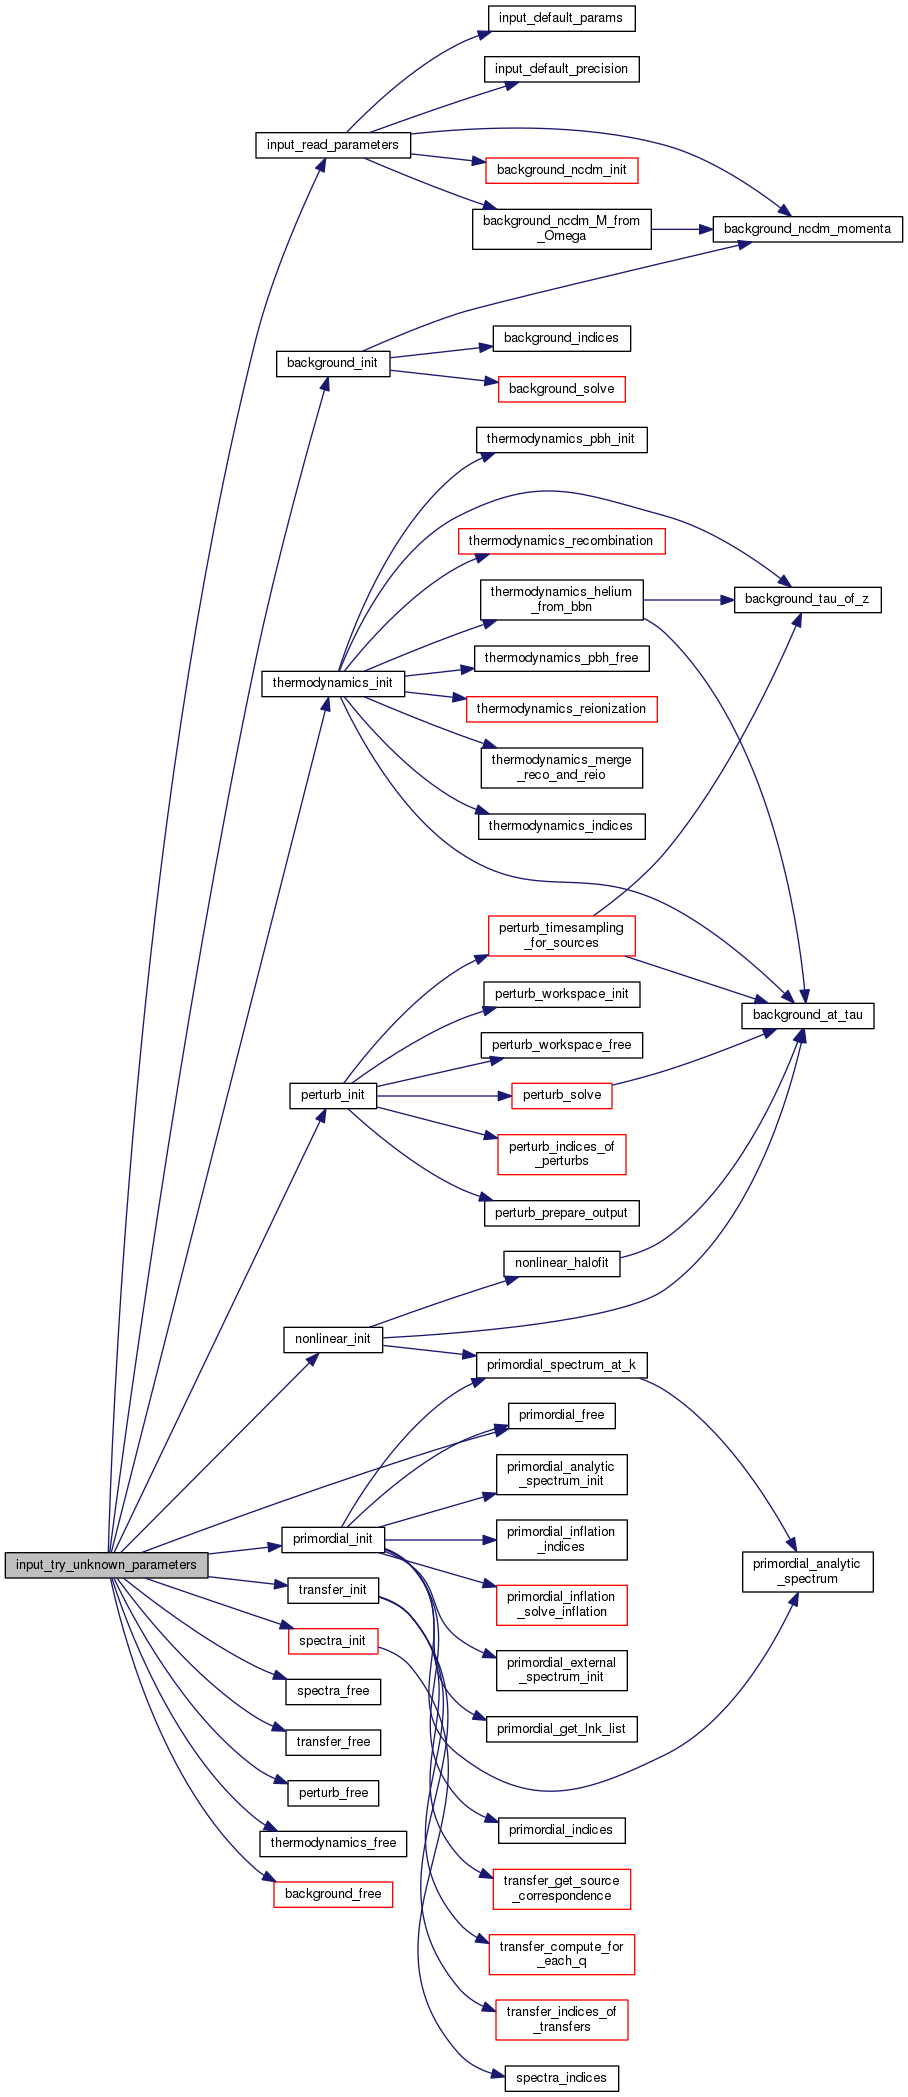 input_default_params
input_default_precision
input_read_parameters
background_ncdm_init
background_ncdm_M_from
_Omega
background_ncdm_momenta
background_indices
background_init
background_solve
thermodynamics_pbh_init
thermodynamics_recombination
thermodynamics_helium
_from_bbn
background_tau_of_z
thermodynamics_pbh_free
thermodynamics_init
thermodynamics_reionization
thermodynamics_merge
_reco_and_reio
thermodynamics_indices
perturb_timesampling
_for_sources
perturb_workspace_init
background_at_tau
perturb_workspace_free
perturb_init
perturb_solve
perturb_indices_of
_perturbs
perturb_prepare_output
nonlinear_halofit
nonlinear_init
primordial_spectrum_at_k
primordial_free
primordial_analytic
_spectrum_init
primordial_init
primordial_inflation
_indices
input_try_unknown_parameters
primordial_analytic
_spectrum
transfer_init
primordial_inflation
_solve_inflation
spectra_init
primordial_external
_spectrum_init
spectra_free
primordial_get_lnk_list
transfer_free
perturb_free
primordial_indices
thermodynamics_free
transfer_get_source
_correspondence
background_free
transfer_compute_for
_each_q
transfer_indices_of
_transfers
spectra_indices